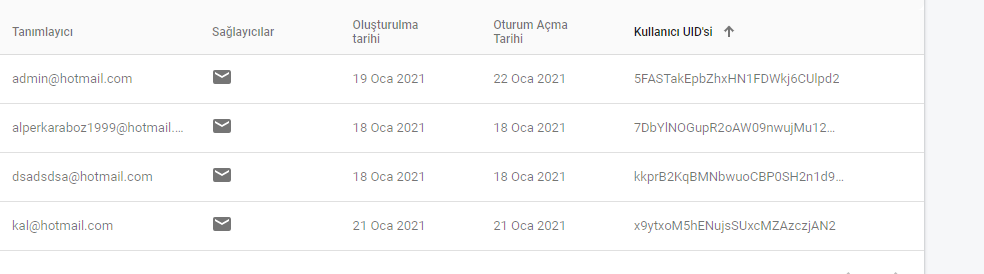 Tanımlayıcı Sağlayıcılar Oluşturulma tarihi Oturum Açma Tarihi Kullanıcı UID'si
admin@hotmail.com 19 Oca 2021 22 Oca 2021 5FASTakEpbZhxHN1FDWkj6CUlpd2
alperkaraboz1999@hotmail.... 18 Oca 2021 18 Oca 2021 7DbYlNOGupR2oAW09nwujMu12...
dsadsdsa@hotmail.com 18 Oca 2021 18 Oca 2021 kkprB2KqBMNbwuoCBP0SH2n1d9...
kal@hotmail.com 21 Oca 2021 21 Oca 2021 x9ytxoM5hENujsSUxcMZAzczjAN2